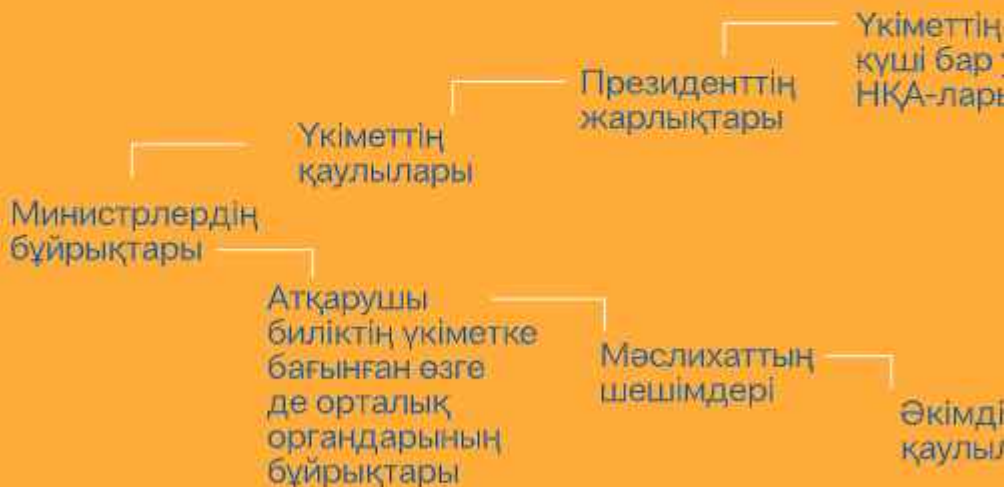 Үкіметтің
күші бар
НҚА-лары
Президенттің
жарлықтары
Үкіметтің
қаулылары
Министрлердің
бұйрықтары
Атқарушы
биліктің үкіметке
бағынған өзге
де орталық
органдарының
бұйрықтары
Мәслихаттың
шешімдері